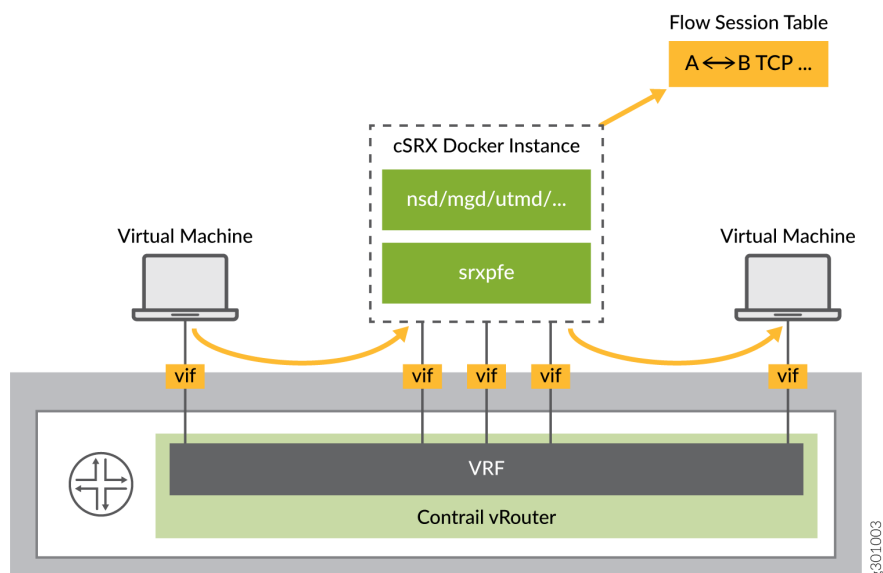 Flow Session Table
A ↔ B TCP ...
cSRX Docker Instance
nsd/mgd/utmd/...
Virtual Machine
Virtual Machine
srxpfe
vif
vif
vif
vif
vif
VRF
Contrail vRouter
g301003